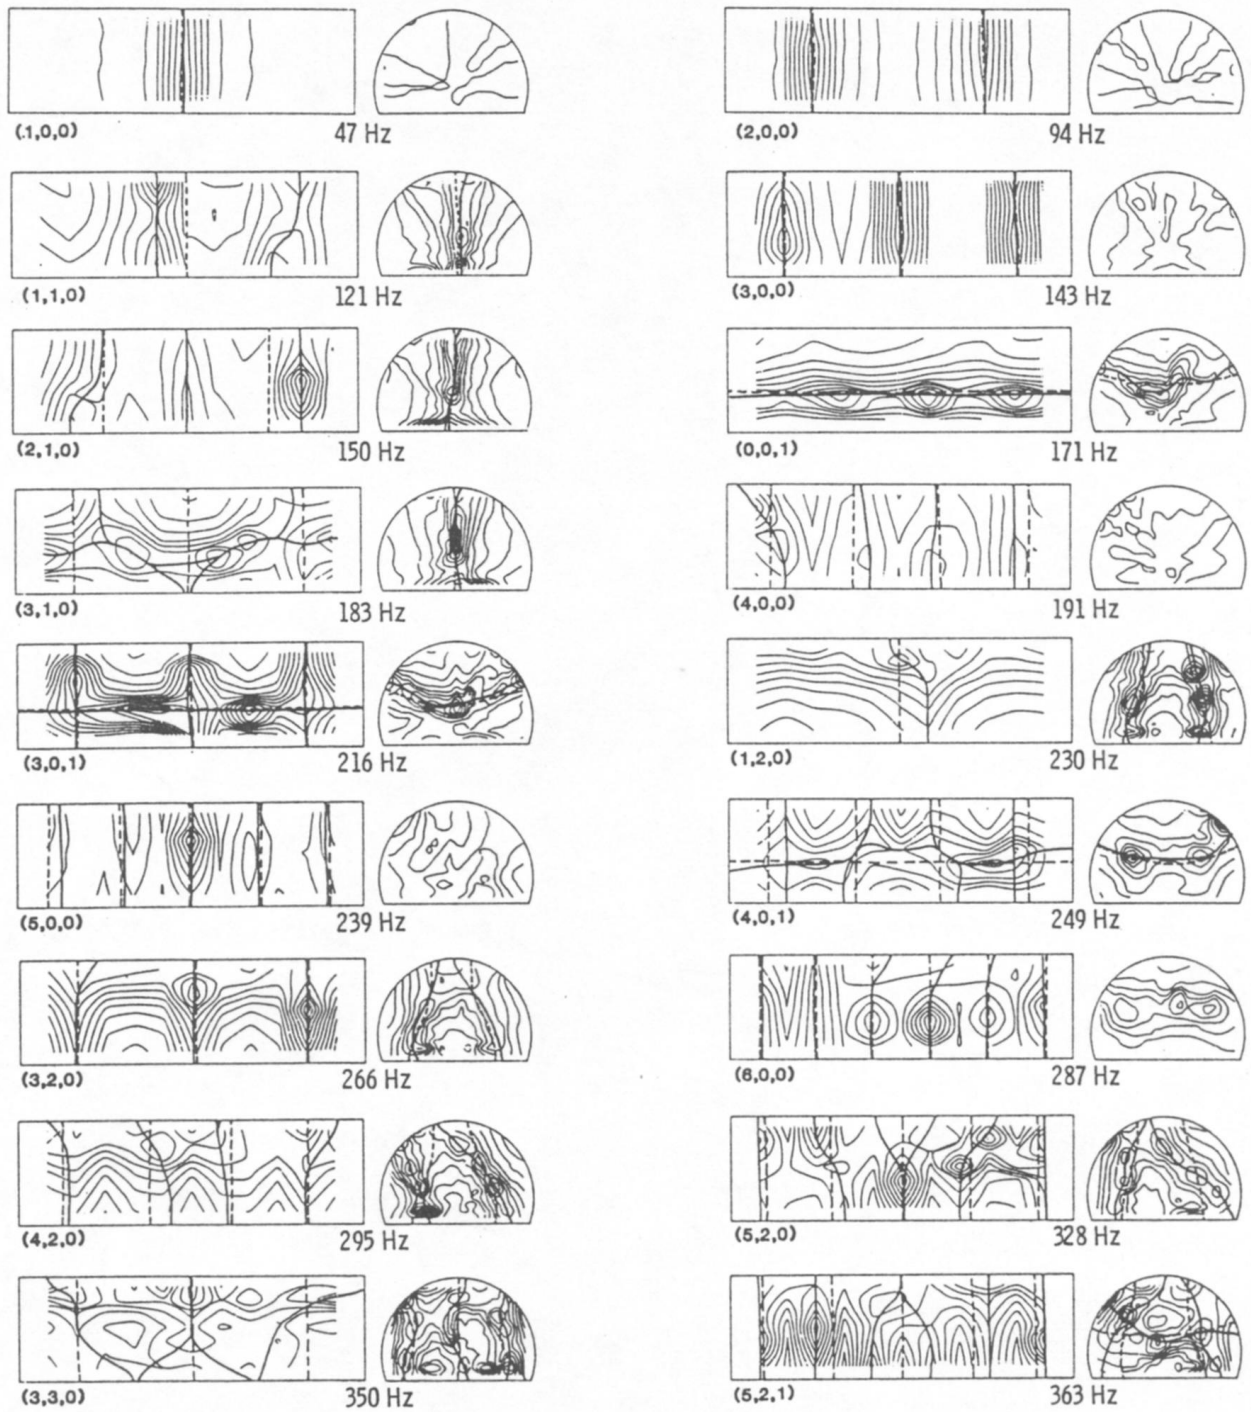 (1,0,0) 47 Hz
(2,0,0) 94 Hz
(1,1,0) 121 Hz
(3,0,0) 143 Hz
(2,1,0) 150 Hz
(0,0,1) 171 Hz
(3,1,0) 183 Hz
(4,0,0) 191 Hz
(3,0,1) 216 Hz
(1,2,0) 230 Hz
(5,0,0) 239 Hz
(4,0,1) 249 Hz
(3,2,0) 266 Hz
(6,0,0) 287 Hz
(4,2,0) 295 Hz
(5,2,0) 328 Hz
(3,3,0) 350 Hz
(5,2,1) 363 Hz